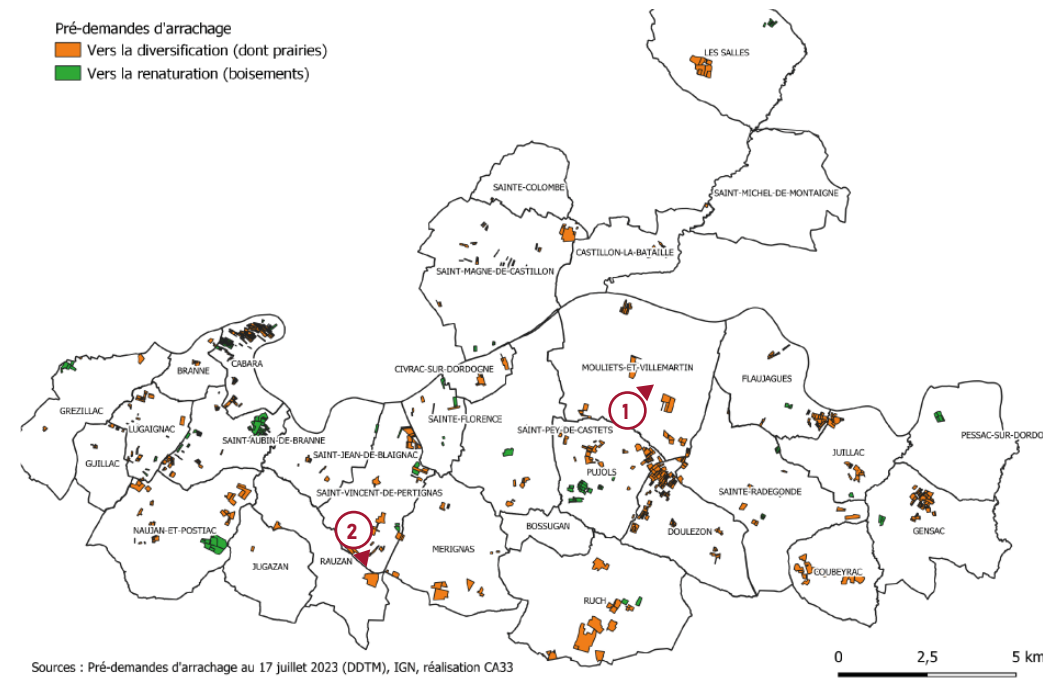 Pré-demandes d'arrachage
Vers la diversification (dont prairies)
Vers la renaturation (boisements)
LES SALLES
SAINTE-COLOMBE
SAINT-MICHEL-DE-MONTAIGNE
CASTILLON-LA-BATAILLE
SAINT-MAGNE-DE-CASTILLON
CABARA
BRANNE
CIVRAC-SUR-DORDOGNE
MOULIETS-ET-VILLEMARTIN
FLAUJAGUES
GREZILLAC
1
SAINTE-FLORENCE
LUGAIGNAC
SAINT-PEY-DE-CASTETS
SAINT-AUBIN-DE-BRANNE
PESSAC-SUR-DORDO
SAINT-JEAN-DE-BLAIGNAC
JUILLAC
GUILLAC
PUJOLS
SAINT-VINCENT-DE-PERTIGNAS
SAINTE-RADEGONDE
2
BOSSUGAN
NAUJAN-ET-POSTIAC
DOULEZON
GENSAC
MERIGNAS
RAUZAN
JUGAZAN
COUBEYRAC
RUCH
0 2,5 5 km
Sources : Pré-demandes d'arrachage au 17 juillet 2023 (DDTM), IGN, réalisation CA33